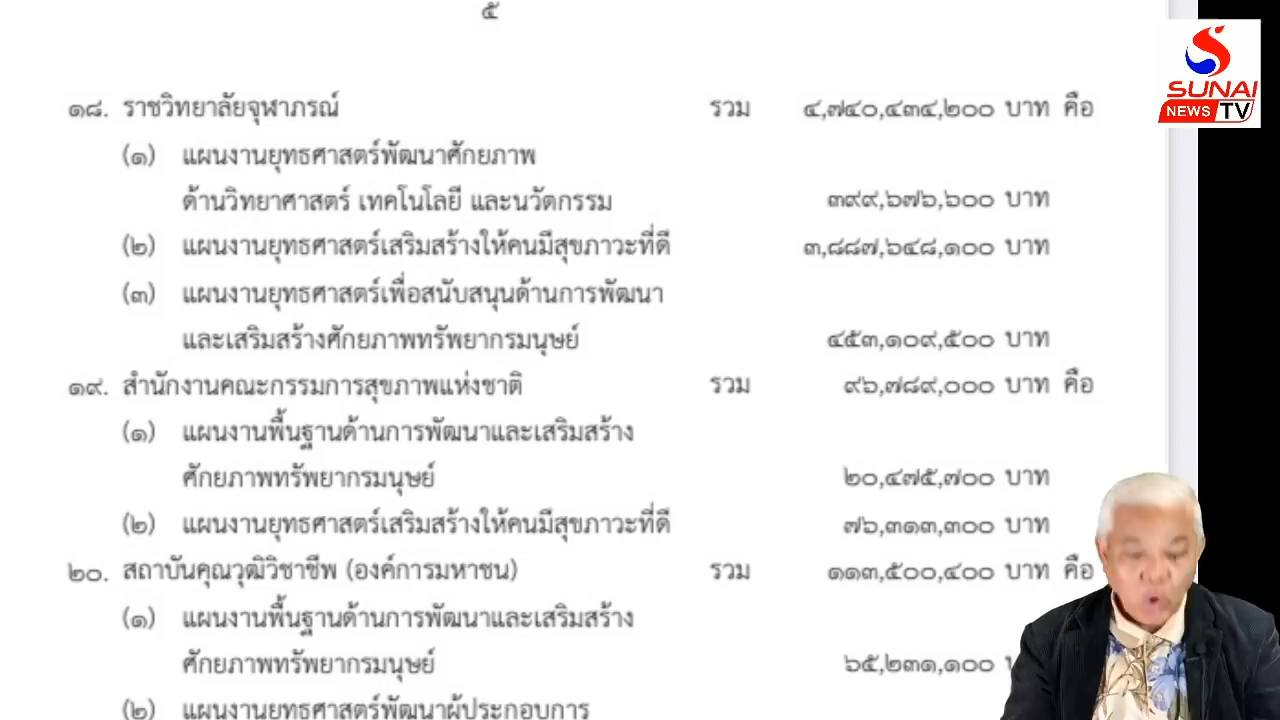 ๕
๑๘. ราชวิทยาลัยจุฬาภรณ์ รวม ๔,๗๔๐,๔๓๔,๒๐๐ บาท คือ
(๑) แผนงานยุทธศาสตร์พัฒนาศักยภาพ
ด้านวิทยาศาสตร์ เทคโนโลยี และนวัตกรรม ๓๙๙,๖๗๖,๖๐๐ บาท
(๒) แผนงานยุทธศาสตร์เสริมสร้างให้คนมีสุขภาวะที่ดี ๓,๘๘๗,๖๔๘,๑๐๐ บาท
(๓) แผนงานยุทธศาสตร์เพื่อสนับสนุนด้านการพัฒนา
และเสริมสร้างศักยภาพทรัพยากรมนุษย์ ๔๕๓,๑๐๙,๕๐๐ บาท
๑๙. สำนักงานคณะกรรมการสุขภาพแห่งชาติ รวม ๙๖,๗๘๙,๐๐๐ บาท คือ
(๑) แผนงานพื้นฐานด้านการพัฒนาและเสริมสร้าง
ศักยภาพทรัพยากรมนุษย์ ๒๐,๔๗๕,๗๐๐ บาท
(๒) แผนงานยุทธศาสตร์เสริมสร้างให้คนมีสุขภาวะที่ดี ๗๖,๓๑๓,๓๐๐ บาท
๒๐. สถาบันคุณวุฒิวิชาชีพ (องค์การมหาชน) รวม ๑๑๓,๕๐๐,๔๐๐ บาท คือ
(๑) แผนงานพื้นฐานด้านการพัฒนาและเสริมสร้าง
ศักยภาพทรัพยากรมนุษย์ ๖๕,๒๓๑,๑๐๐
(๒) แผนงานยุทธศาสตร์พัฒนาผู้ประกอบการ
SUNAI
NEWS TV